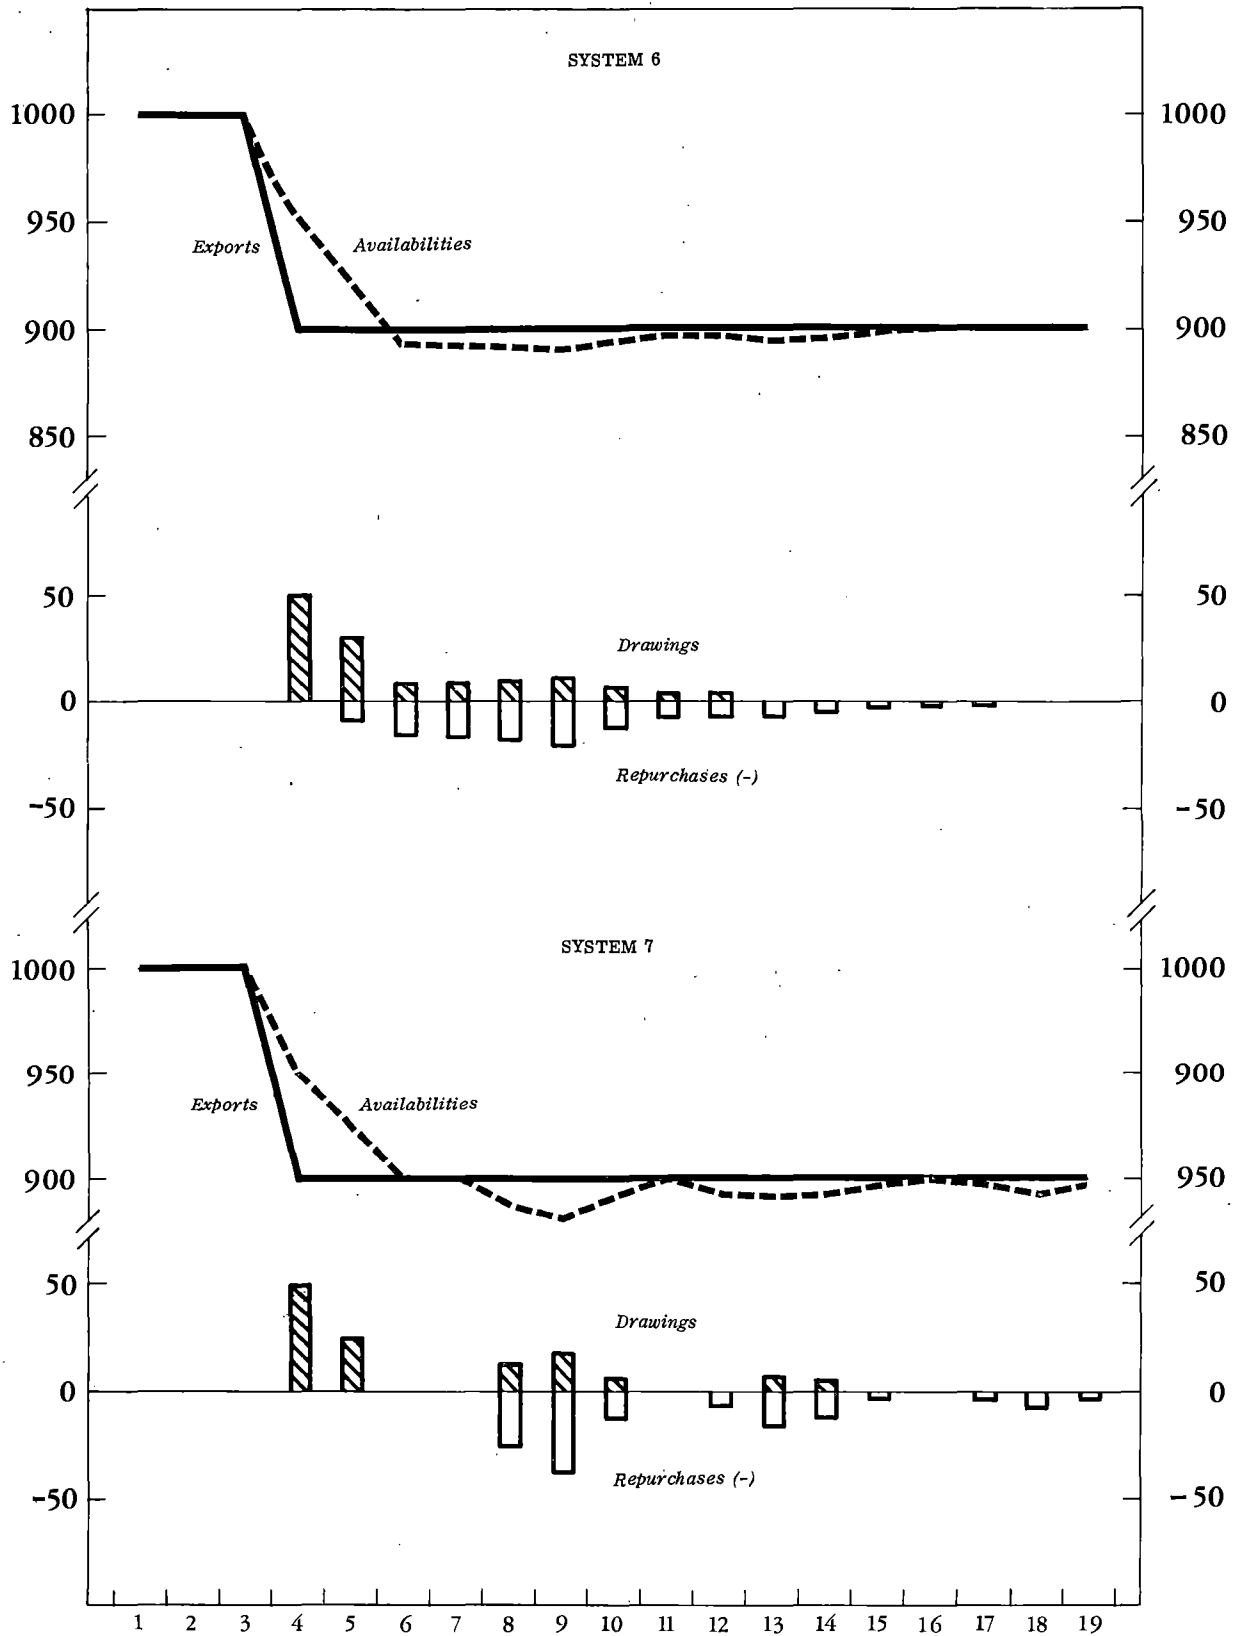 SYSTEM 6
1000 1000
950 950
Exports Availabilities
900 900
850 850
50 50
Drawings
0 0
Repurchases (-)
-50 -50
SYSTEM 7
1000 1000
950 900
Exports Availabilities
900 950
50 50
Drawings
0 0
Repurchases (-)
-50 -50
1 2 3 4 5 6 7 8 9 10 11 12 13 14 15 16 17 18 19